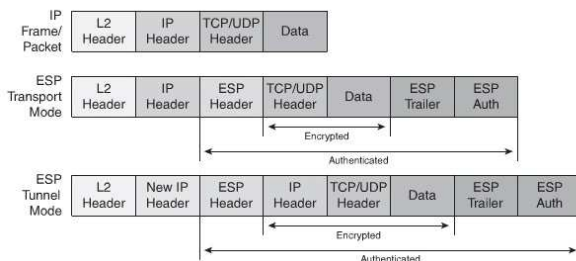 IP
Frame/
Packet
L2
Header
IP
Header
TCP/UDP
Header
Data
ESP
Transport
Mode
L2
Header
IP
Header
ESP
Header
TCP/UDP
Header
Data
ESP
Trailer
ESP
Auth
Encrypted
Authenticated
ESP
Tunnel
Mode
L2
Header
New IP
Header
ESP
Header
IP
Header
TCP/UDP
Header
Data
ESP
Trailer
ESP
Auth
Encrypted
Authenticated